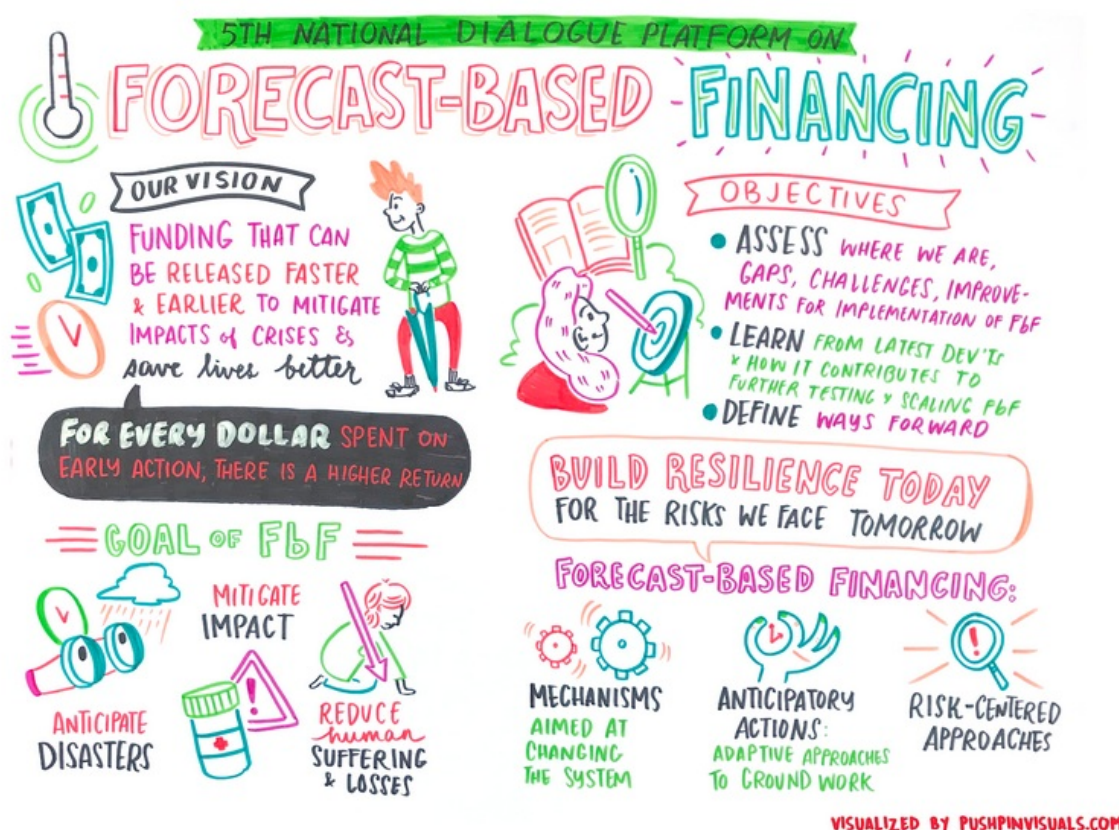 5TH NATIONAL DIALOGUE PLATFORM ON
FORECAST-BASED FINANCING
OUR VISION
FUNDING THAT CAN
BE RELEASED FASTER
& EARLIER TO MITIGATE
IMPACTS of CRISES &
save lives better
FOR EVERY DOLLAR SPENT ON
EARLY ACTION, THERE IS A HIGHER RETURN
GOAL OF FbF
ANTICIPATE
DISASTERS
MITIGATE
IMPACT
REDUCE
human
SUFFERING
& LOSSES
OBJECTIVES
• ASSESS WHERE WE ARE,
GAPS, CHALLENGES, IMPROVE-
MENTS FOR IMPLEMENTATION OF FbF
• LEARN FROM LATEST DEV'TS
& HOW IT CONTRIBUTES TO
FURTHER TESTING & SCALING FbF
• DEFINE WAYS FORWARD
BUILD RESILIENCE TODAY
FOR THE RISKS WE FACE TOMORROW
FORECAST-BASED FINANCING:
MECHANISMS
AIMED AT
CHANGING
THE SYSTEM
ANTICIPATORY
ACTIONS:
ADAPTIVE APPROACHES
TO GROUND WORK
RISK-CENTERED
APPROACHES
VISUALIZED BY PUSHPINVISUALS.COM